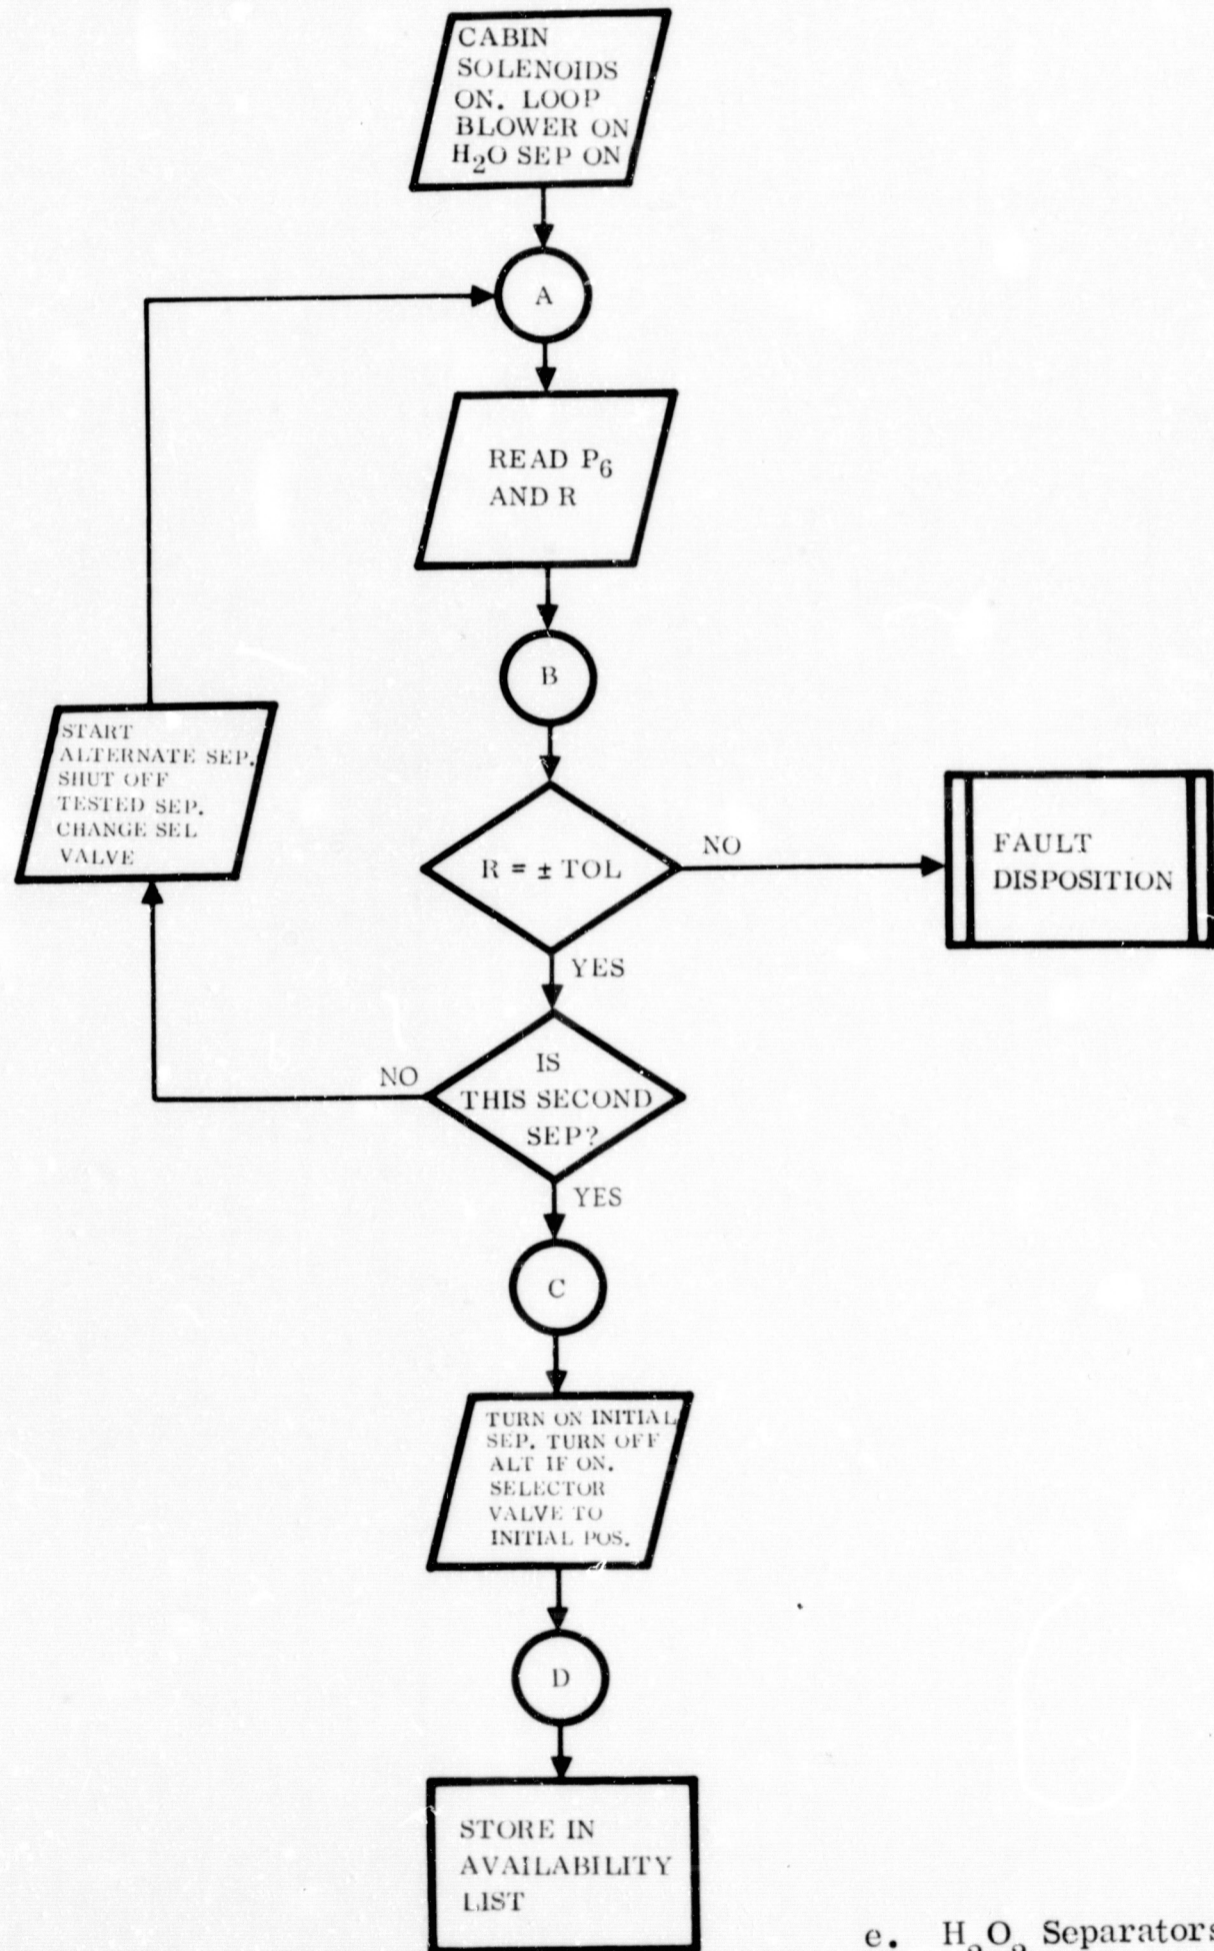 CABIN
SOLENOIDS
ON. LOOP
BLOWER ON
H₂O SEP ON
A
READ P₆
AND R
B
START
ALTERNATE SEP.
SHUT OFF
TESTED SEP.
CHANGE SEL
VALVE
R = ± TOL
NO
FAULT
DISPOSITION
YES
IS
THIS SECOND
SEP?
NO
YES
C
TURN ON INITIAL
SEP. TURN OFF
ALT IF ON.
SELECTOR
VALVE TO
INITIAL POS.
D
STORE IN
AVAILABILITY
LIST
e. H₂O₂ Separators